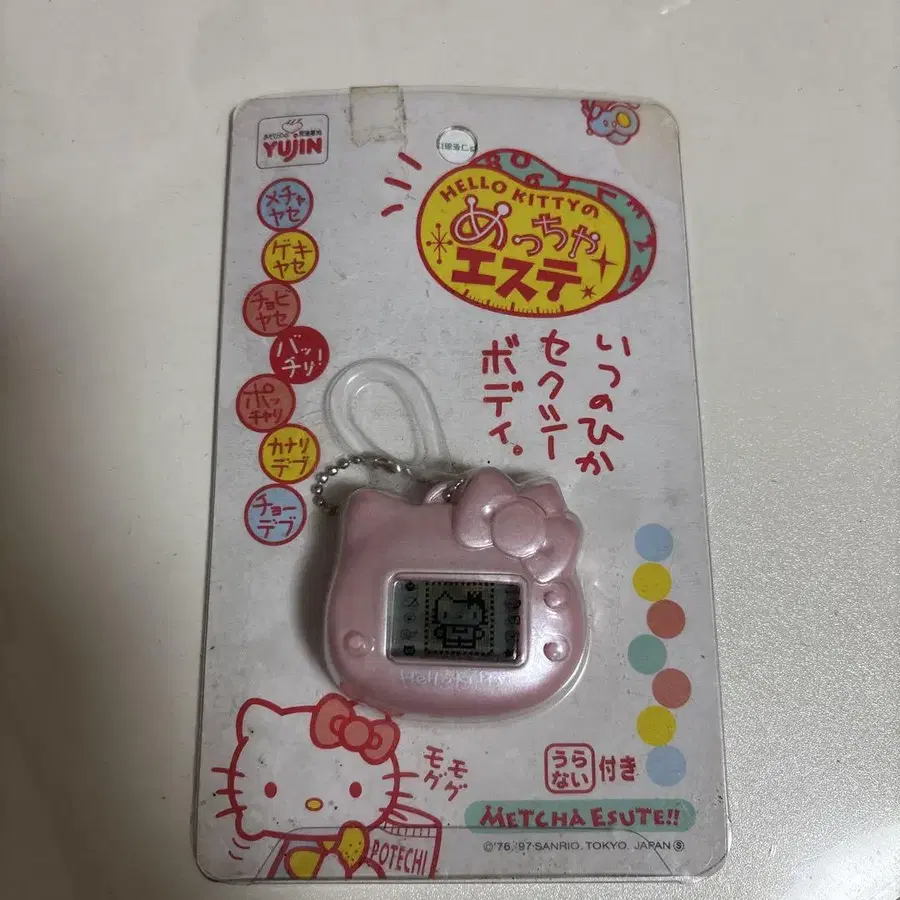 YUJIN
HELLO KITTYの
めっちゃ
エステ
メチャ
ヤセ
ゲキ
ヤセ
チョビ
ヤセ
バッ
チリ!
ポッ
チャリ
カナリ
デブ
チョー
デブ
いつのひか
セクシー
ボディ。
Hello Kitty
モグ
モグ
POTECHI
うら
ない
付き
METCHA ESUTE!!
©'76, '97 SANRIO. TOKYO. JAPAN Ⓢ